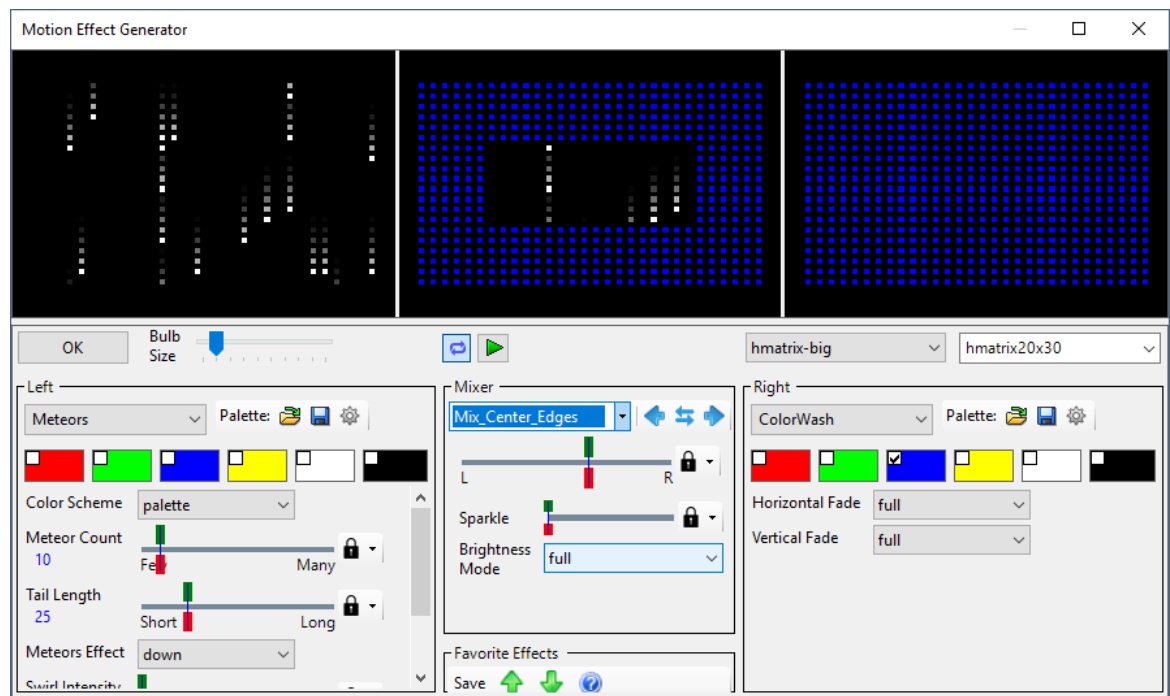 Motion Effect Generator
OK
Bulb
Size
hmatrix-big
hmatrix20x30
Left
Meteors
Palette:
Color Scheme
palette
Meteor Count
10
Few
Many
Tail Length
25
Short
Long
Meteors Effect
down
Swirl Intensity
Mixer
Mix_Center_Edges
L
R
Sparkle
Brightness
Mode
full
Favorite Effects
Save
Right
ColorWash
Palette:
Horizontal Fade
full
Vertical Fade
full